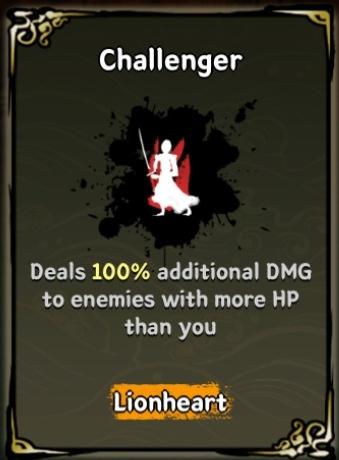 Challenger
Deals 100% additional DMG
to enemies with more HP
than you
Lionheart